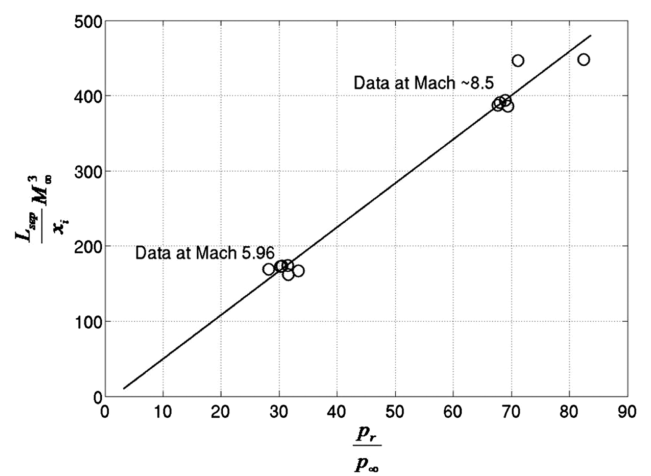 500
400
300
200
100
0
Data at Mach ~8.5
Data at Mach 5.96
L_sep/x_i M_∞^3
0 10 20 30 40 50 60 70 80 90
p_r
p_∞